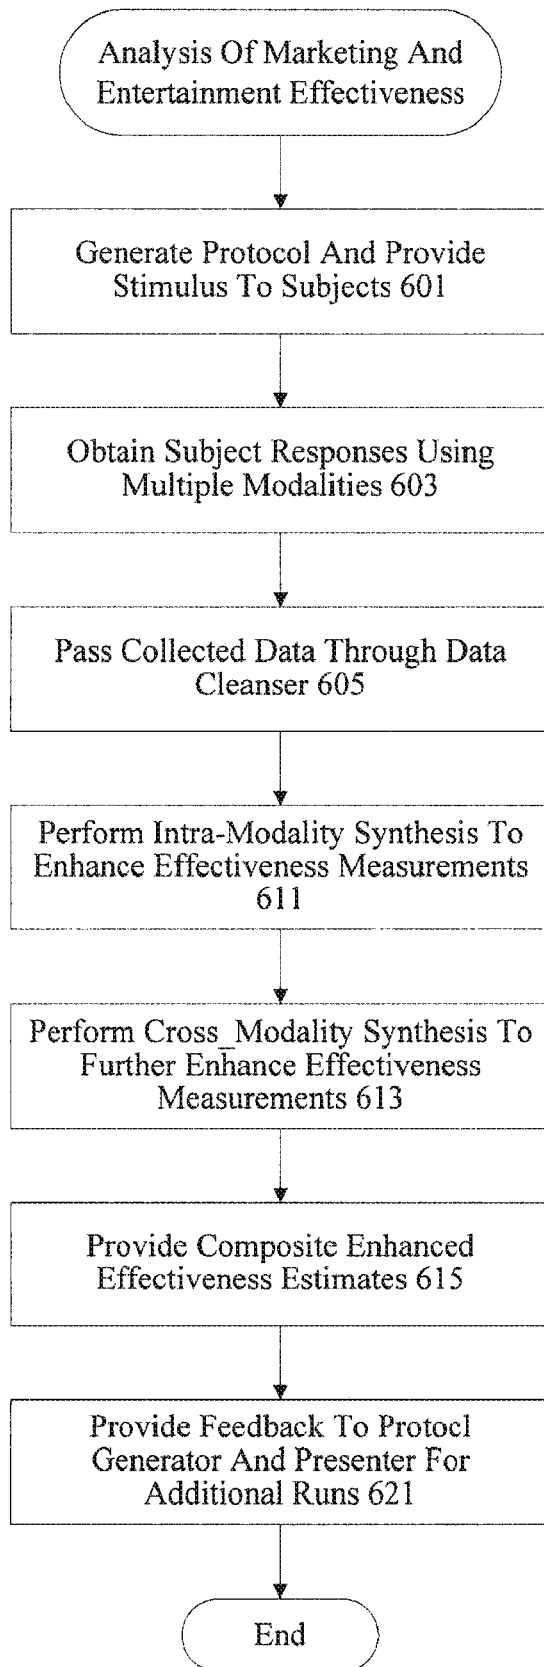 Analysis Of Marketing And
Entertainment Effectiveness
Generate Protocol And Provide
Stimulus To Subjects 601
Obtain Subject Responses Using
Multiple Modalities 603
Pass Collected Data Through Data
Cleanser 605
Perform Intra-Modality Synthesis To
Enhance Effectiveness Measurements
611
Perform Cross_Modality Synthesis To
Further Enhance Effectiveness
Measurements 613
Provide Composite Enhanced
Effectiveness Estimates 615
Provide Feedback To Protocl
Generator And Presenter For
Additional Runs 621
End